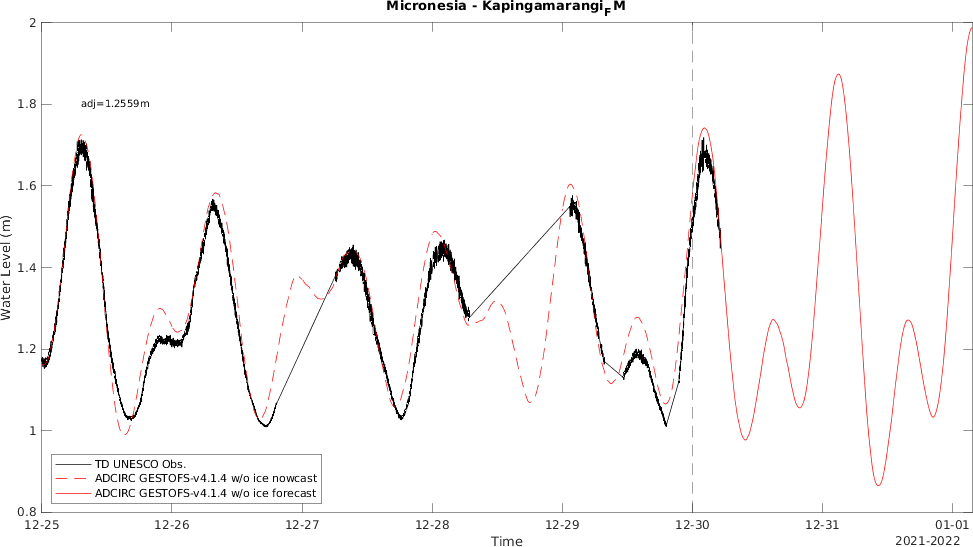 Micronesia - Kapingamarangi_FM
2
1.8
1.6
1.4
1.2
1
0.8
Water Level (m)
adj=1.2559m
TD UNESCO Obs.
ADCIRC GESTOFS-v4.1.4 w/o ice nowcast
ADCIRC GESTOFS-v4.1.4 w/o ice forecast
12-25 12-26 12-27 12-28 12-29 12-30 12-31 01-01
Time
2021-2022